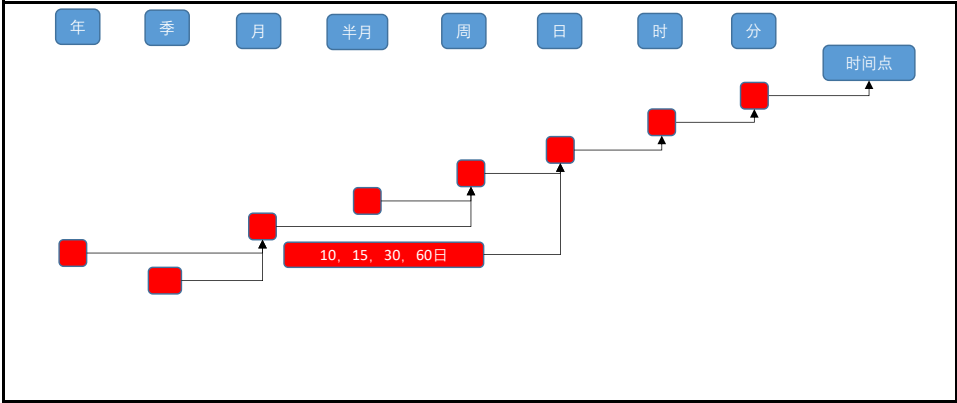 年
季
月
半月
周
日
时
分
时间点
10，15，30，60日